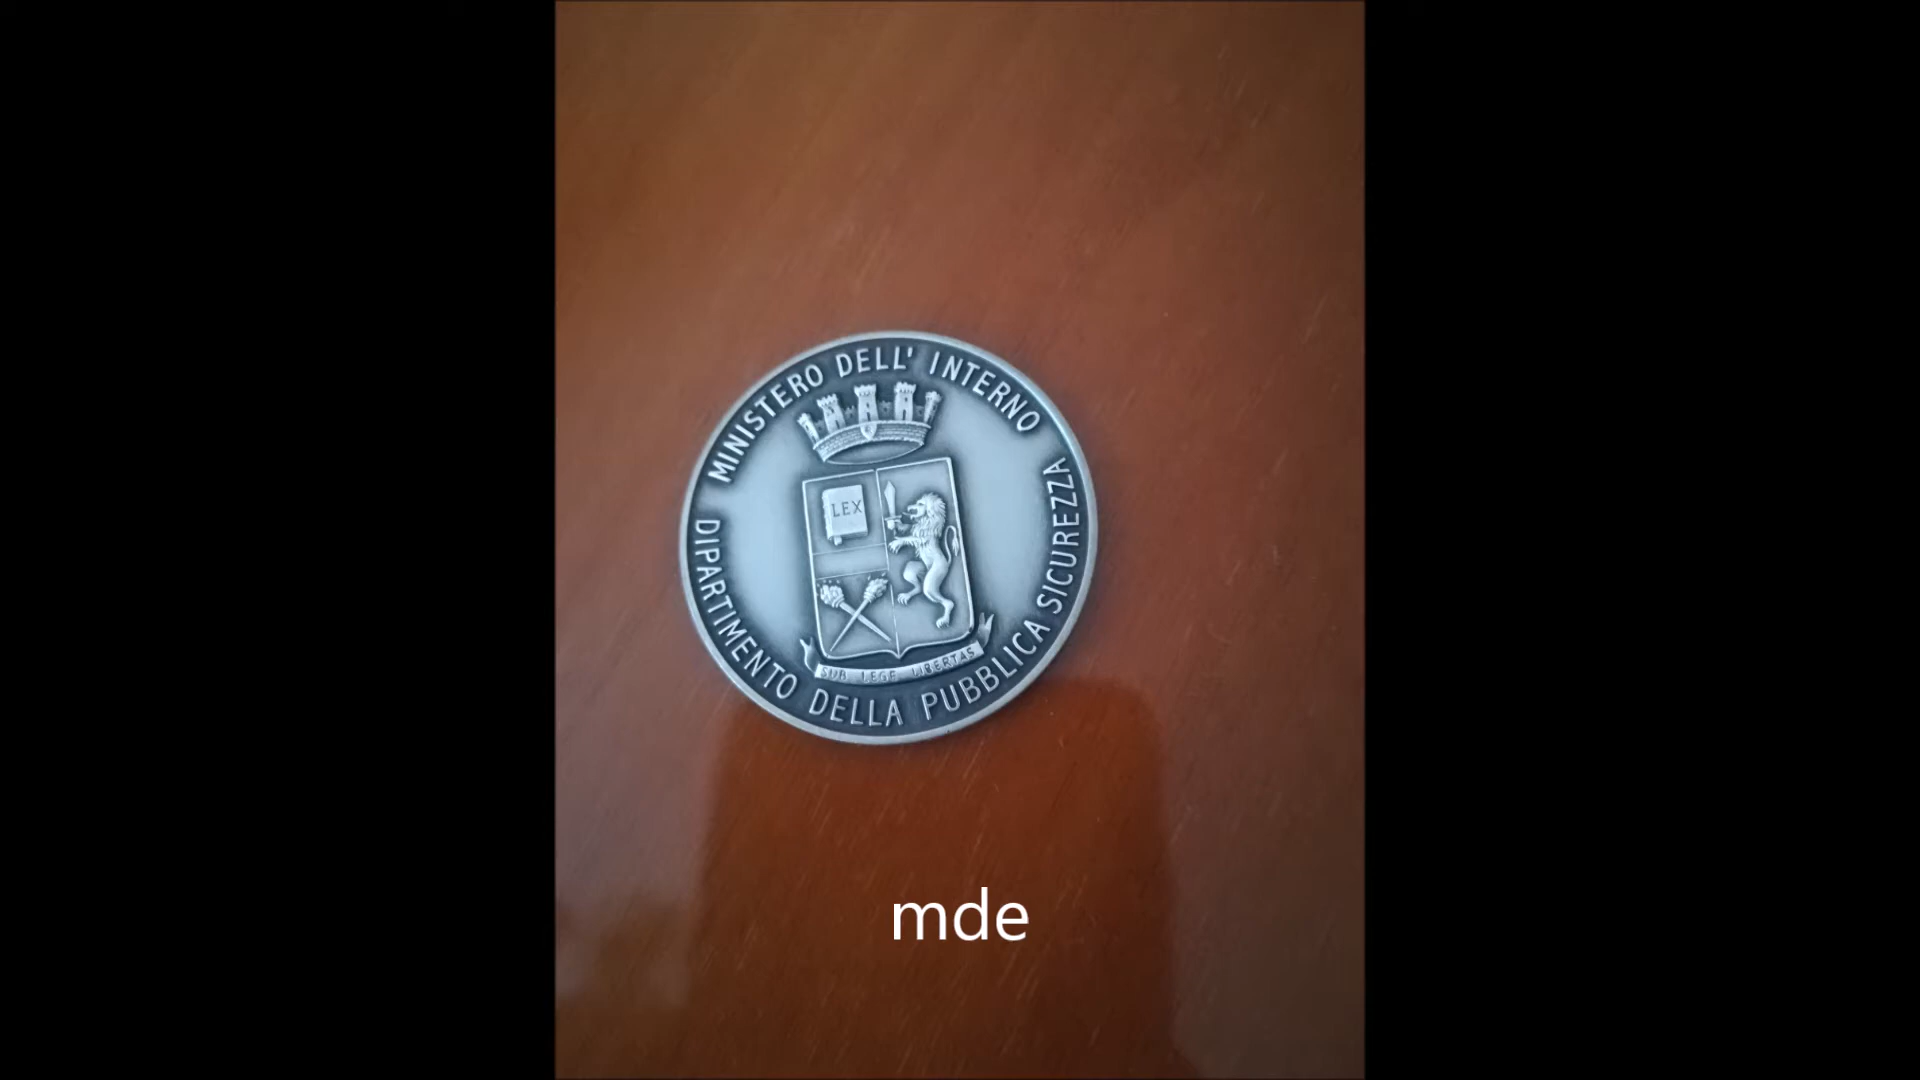 MINISTERO DELL' INTERNO
LEX
SUB LEGE LIBERTAS
DIPARTIMENTO DELLA PUBBLICA SICUREZZA
mde